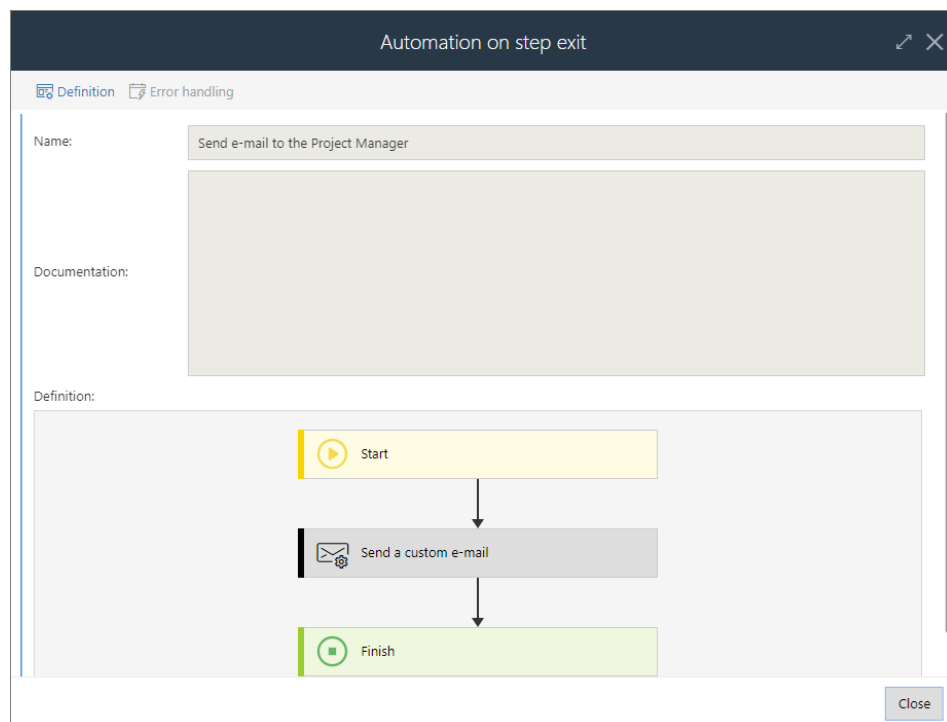 Automation on step exit
Definition Error handling
Name:
Send e-mail to the Project Manager
Documentation:
Definition:
Start
Send a custom e-mail
Finish
Close